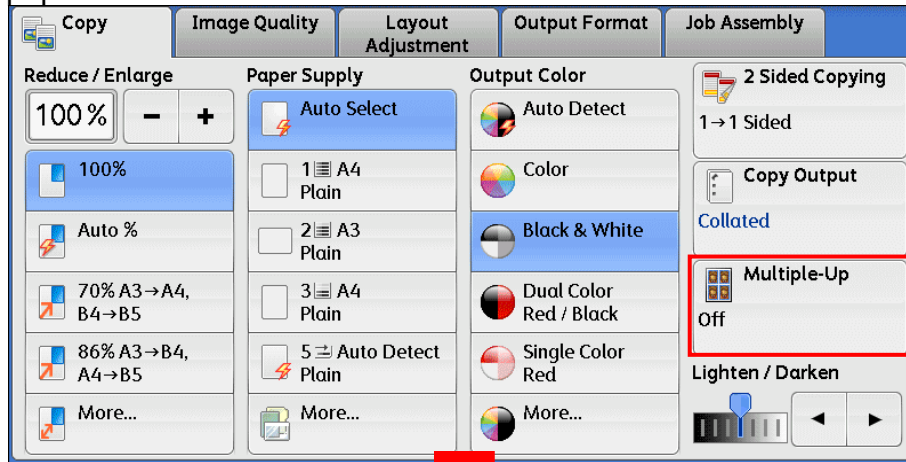 Copy
Image Quality
Layout
Adjustment
Output Format
Job Assembly
Reduce / Enlarge
100%
100%
Auto %
70% A3→A4,
B4→B5
86% A3→B4,
A4→B5
More...
Paper Supply
Auto Select
1 A4
Plain
2 A3
Plain
3 A4
Plain
5 Auto Detect
Plain
More...
Output Color
Auto Detect
Color
Black & White
Dual Color
Red / Black
Single Color
Red
More...
2 Sided Copying
1→1 Sided
Copy Output
Collated
Multiple-Up
Off
Lighten / Darken